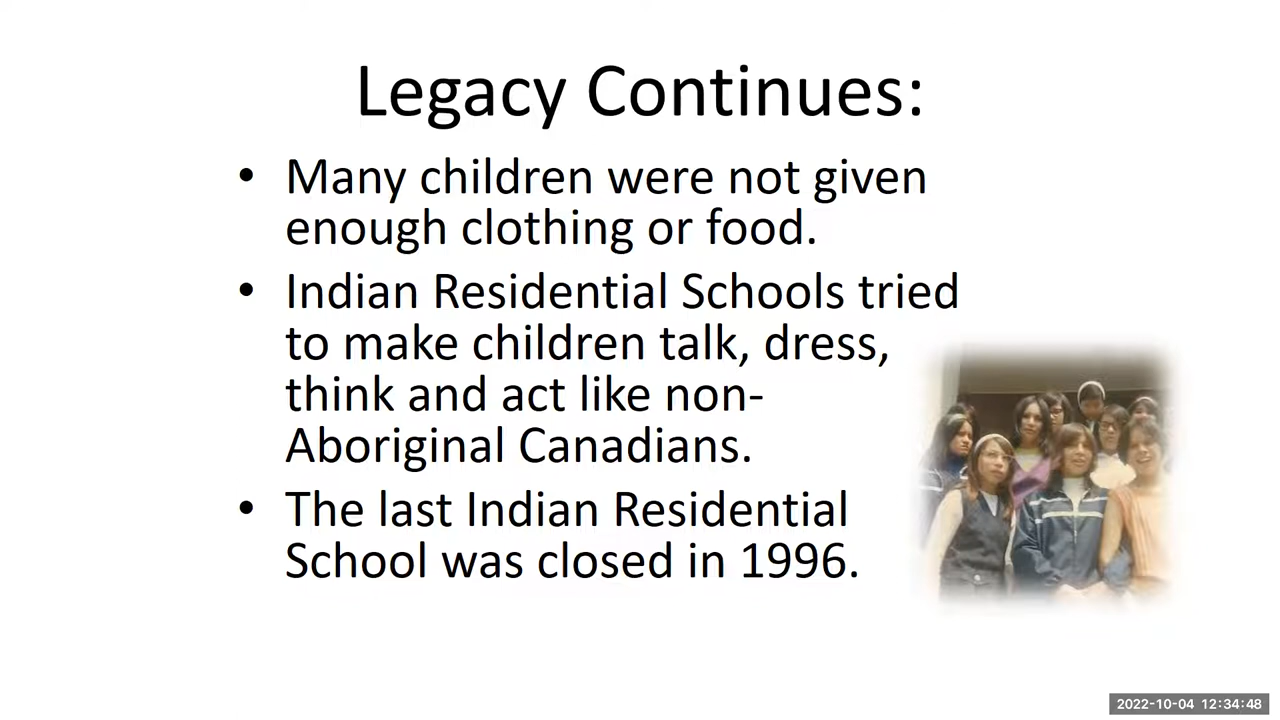 Legacy Continues:
• Many children were not given
enough clothing or food.
• Indian Residential Schools tried
to make children talk, dress,
think and act like non-
Aboriginal Canadians.
• The last Indian Residential
School was closed in 1996.
2022-10-04 12:34:48